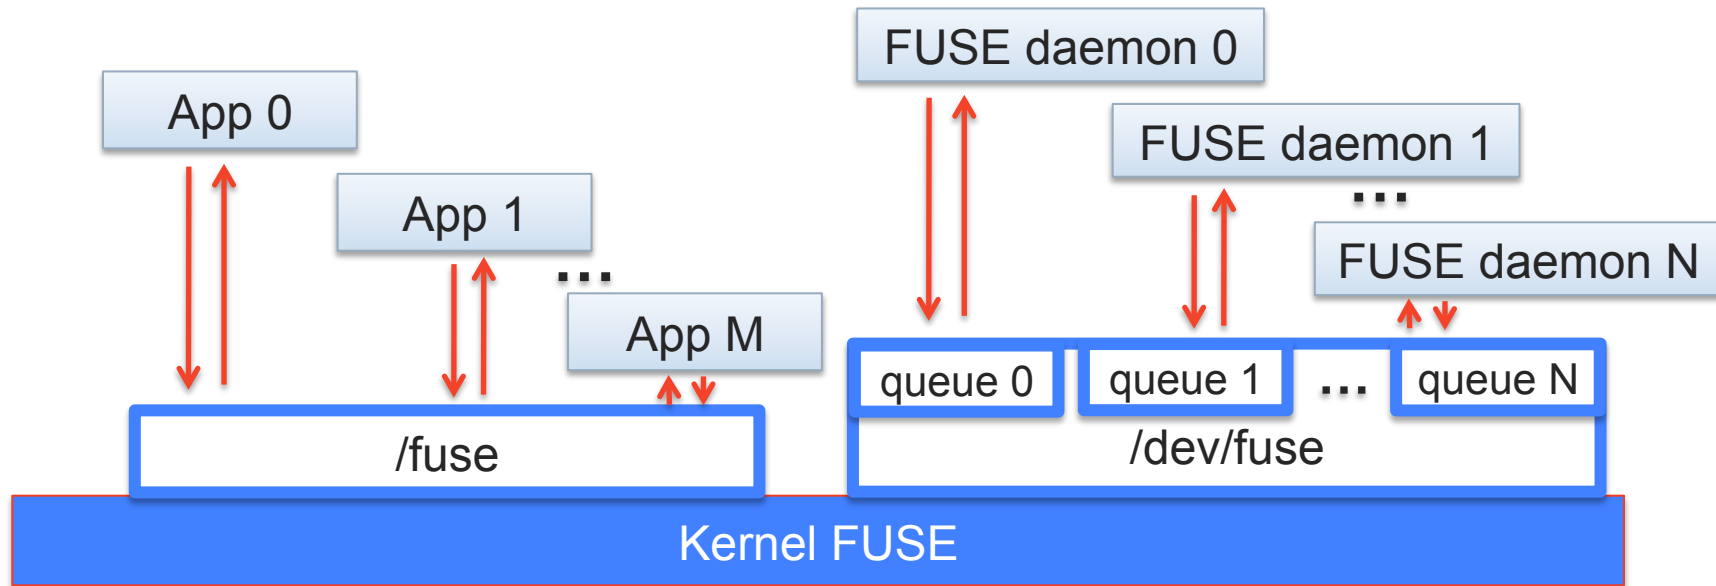 FUSE daemon 0
App 0
FUSE daemon 1
...
App 1
FUSE daemon N
...
App M
queue 0
queue 1
...
queue N
/fuse
/dev/fuse
Kernel FUSE